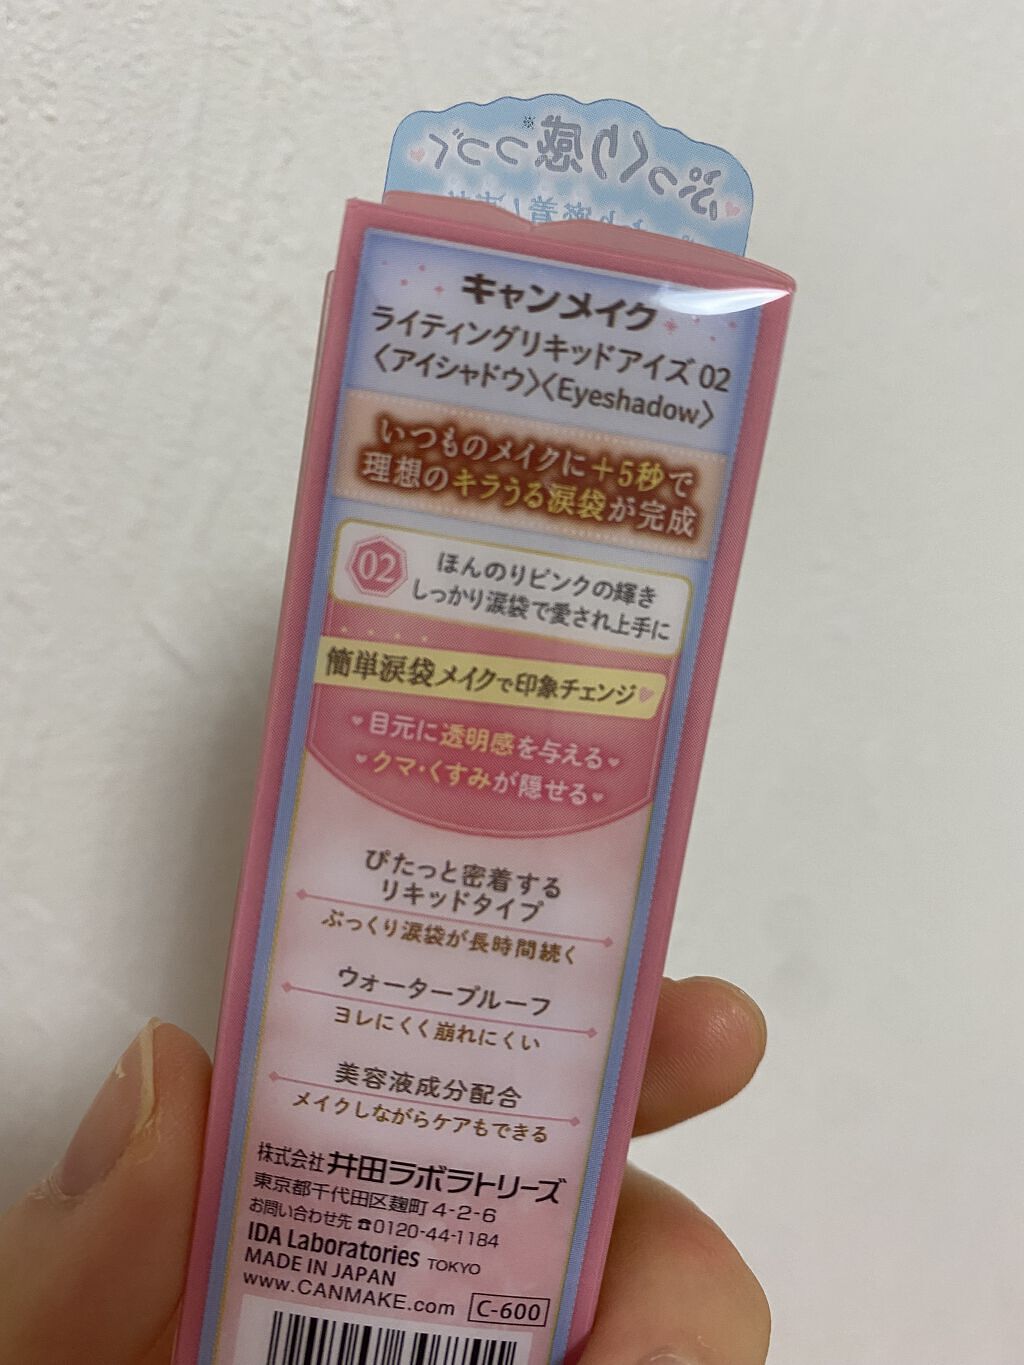 ぷっくり感つづく
※
キャンメイク
ライティングリキッドアイズ 02
〈アイシャドウ〉〈Eyeshadow〉
いつものメイクに＋5秒で
理想のキラうる涙袋が完成
02
ほんのりピンクの輝き
しっかり涙袋で愛され上手に
簡単涙袋メイクで印象チェンジ♥
♥目元に透明感を与える♥
♥クマ・くすみが隠せる♥
ぴたっと密着する
リキッドタイプ
ぷっくり涙袋が長時間続く
ウォータープルーフ
ヨレにくく崩れにくい
美容液成分配合
メイクしながらケアもできる
株式会社 井田ラボラトリーズ
東京都千代田区麹町 4-2-6
お問い合わせ先 ☎0120-44-1184
IDA Laboratories TOKYO
MADE IN JAPAN
www.CANMAKE.com C-600